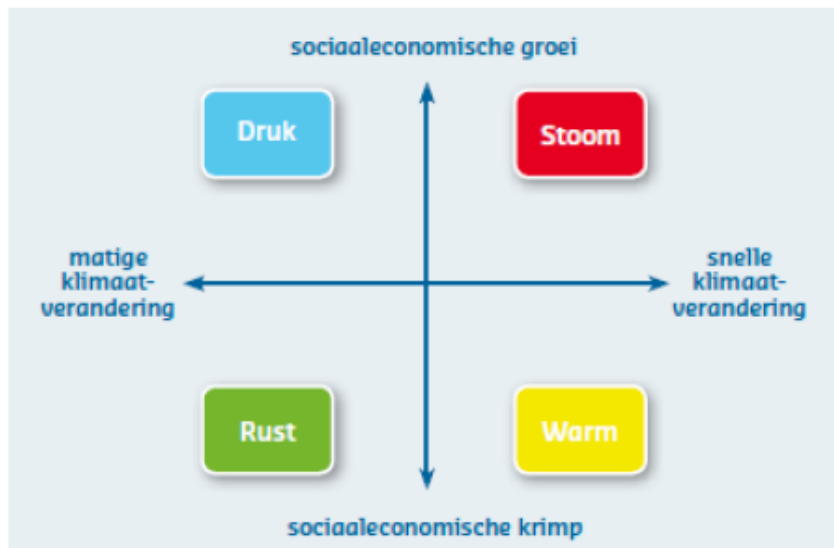 sociaaleconomische groei
Druk
Stoom
matige
klimaat-
verandering
snelle
klimaat-
verandering
Rust
Warm
sociaaleconomische krimp